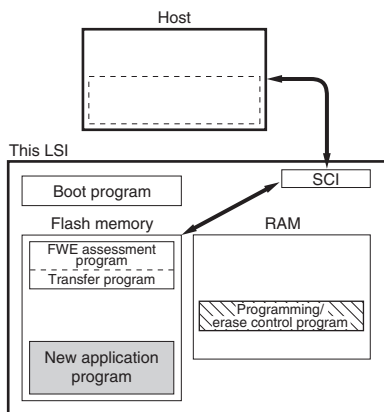 Host
This LSI
Boot program
SCI
Flash memory
RAM
FWE assessment
program
Transfer program
Programming/
erase control program
New application
program